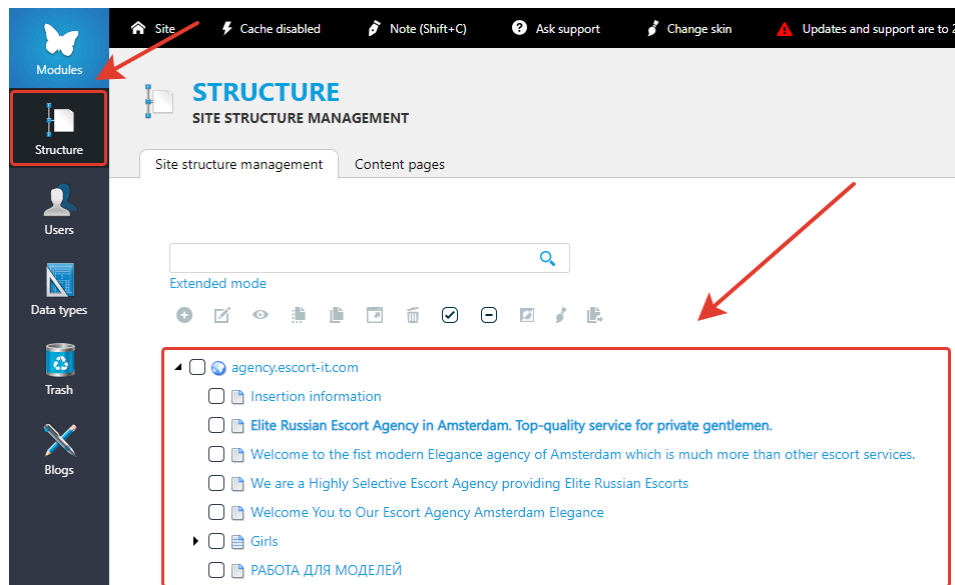 Site
Cache disabled
Note (Shift+C)
Ask support
Change skin
Updates and support are to
Modules
STRUCTURE
SITE STRUCTURE MANAGEMENT
Structure
Site structure management
Content pages
Users
Extended mode
Data types
Trash
Blogs
agency.escort-it.com
Insertion information
Elite Russian Escort Agency in Amsterdam. Top-quality service for private gentlemen.
Welcome to the fist modern Elegance agency of Amsterdam which is much more than other escort services.
We are a Highly Selective Escort Agency providing Elite Russian Escorts
Welcome You to Our Escort Agency Amsterdam Elegance
Girls
РАБОТА ДЛЯ МОДЕЛЕЙ